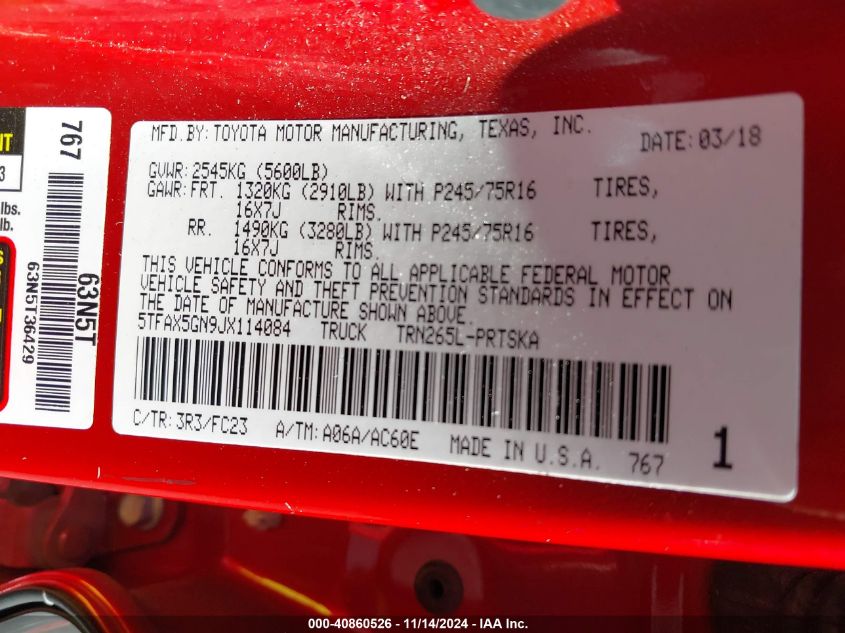 MFD.BY: TOYOTA MOTOR MANUFACTURING, TEXAS, INC.
DATE: 03/18
GVWR: 2545KG (5600LB)
GAWR: FRT. 1320KG (2910LB) WITH P245/75R16 TIRES,
16X7J RIMS.
RR. 1490KG (3280LB) WITH P245/75R16 TIRES,
16X7J RIMS.
THIS VEHICLE CONFORMS TO ALL APPLICABLE FEDERAL MOTOR
VEHICLE SAFETY AND THEFT PREVENTION STANDARDS IN EFFECT ON
THE DATE OF MANUFACTURE SHOWN ABOVE.
5TFAX5GN9JX114084 TRUCK TRN265L-PRTSKA
C/TR: 3R3/FC23 A/TM: A06A/AC60E MADE IN U.S.A. 767 1
767
63N5T
63N5T36429
3
lbs.
lb.
000-40860526 - 11/14/2024 - IAA Inc.